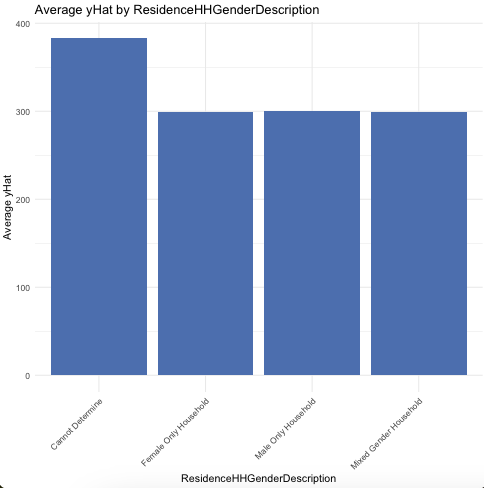 Average yHat by ResidenceHHGenderDescription
Average yHat
400
300
200
100
0
Cannot Determine
Female Only Household
Male Only Household
Mixed Gender Household
ResidenceHHGenderDescription